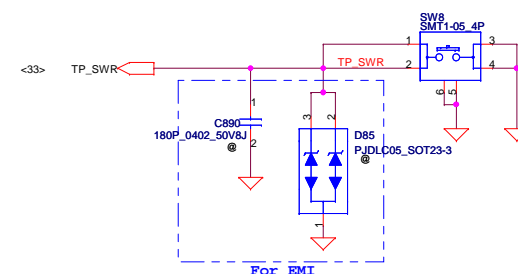 SW8
SMT1-05_4P
1
3
<33>
TP_SWR
TP_SWR
2
4
6
5
1
C890
180P_0402_50V8J
@
2
3
2
D85
PJDLC05_SOT23-3
@
1
For EMI